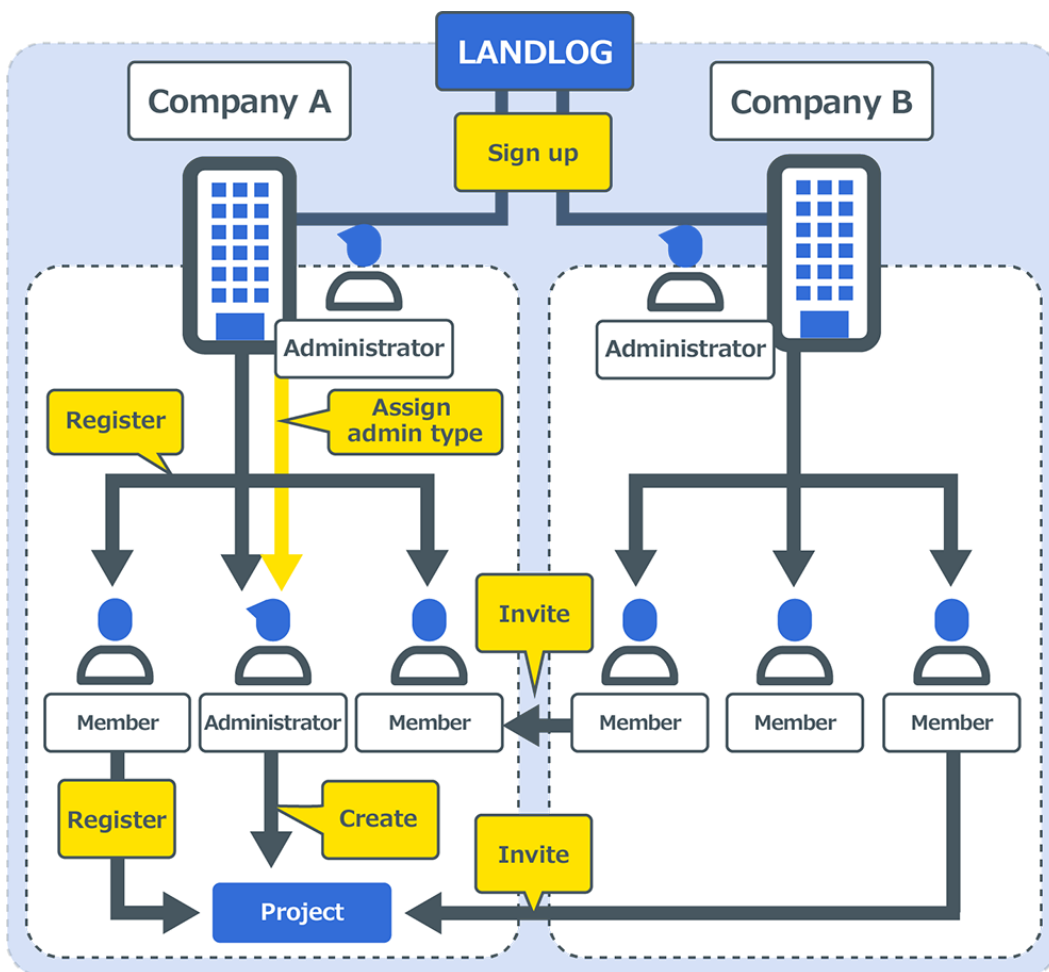 LANDLOG
Company A
Company B
Sign up
Administrator
Administrator
Register
Assign
admin type
Invite
Member
Administrator
Member
Member
Member
Member
Register
Create
Invite
Project